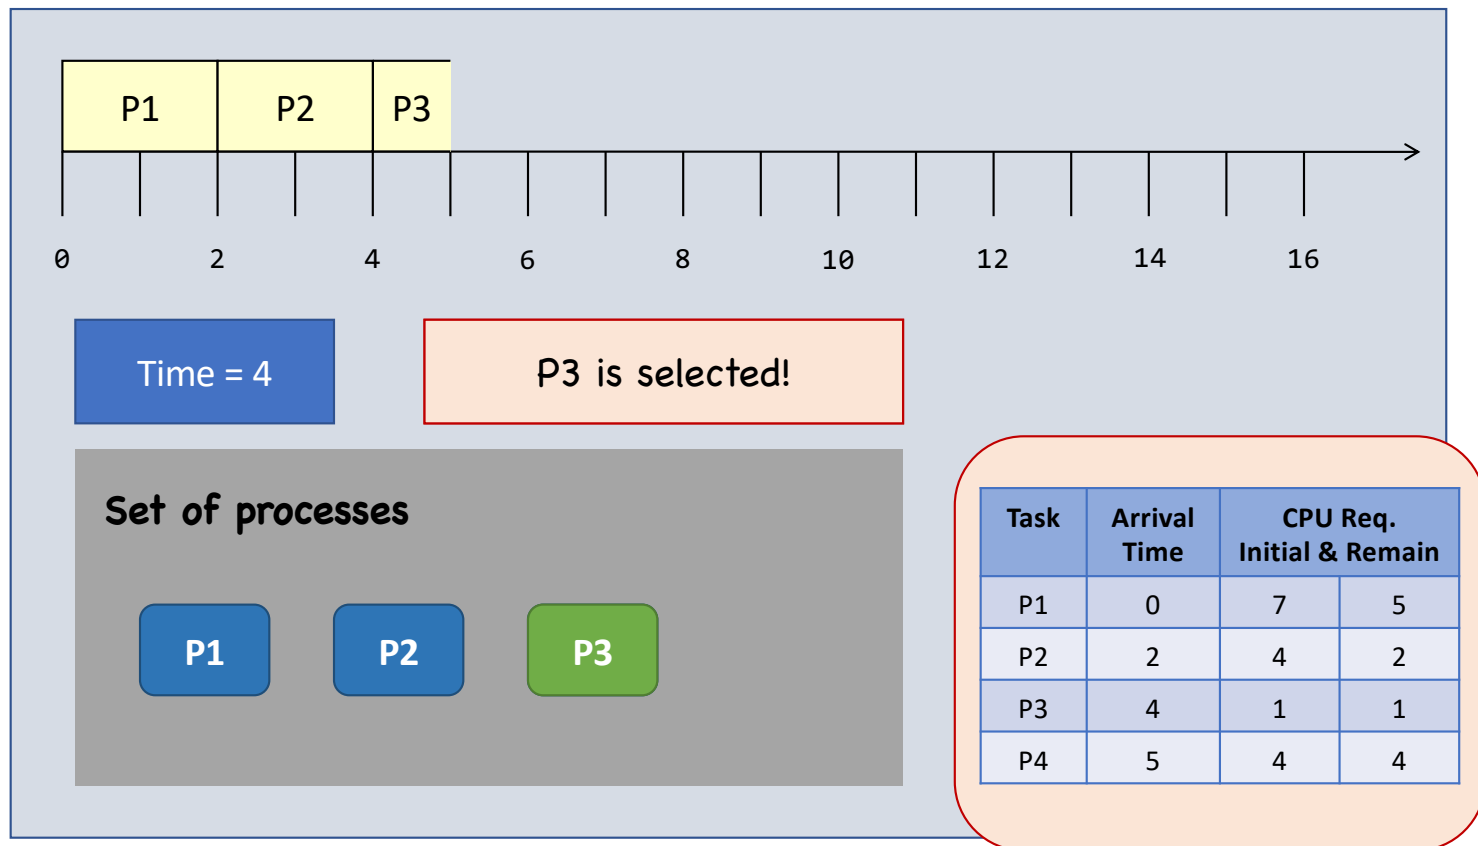 P1 P2 P3
0 2 4 6 8 10 12 14 16
Time = 4
P3 is selected!
Set of processes
P1 P2 P3
Task Arrival Time CPU Req. Initial & Remain
P1 0 7 5
P2 2 4 2
P3 4 1 1
P4 5 4 4